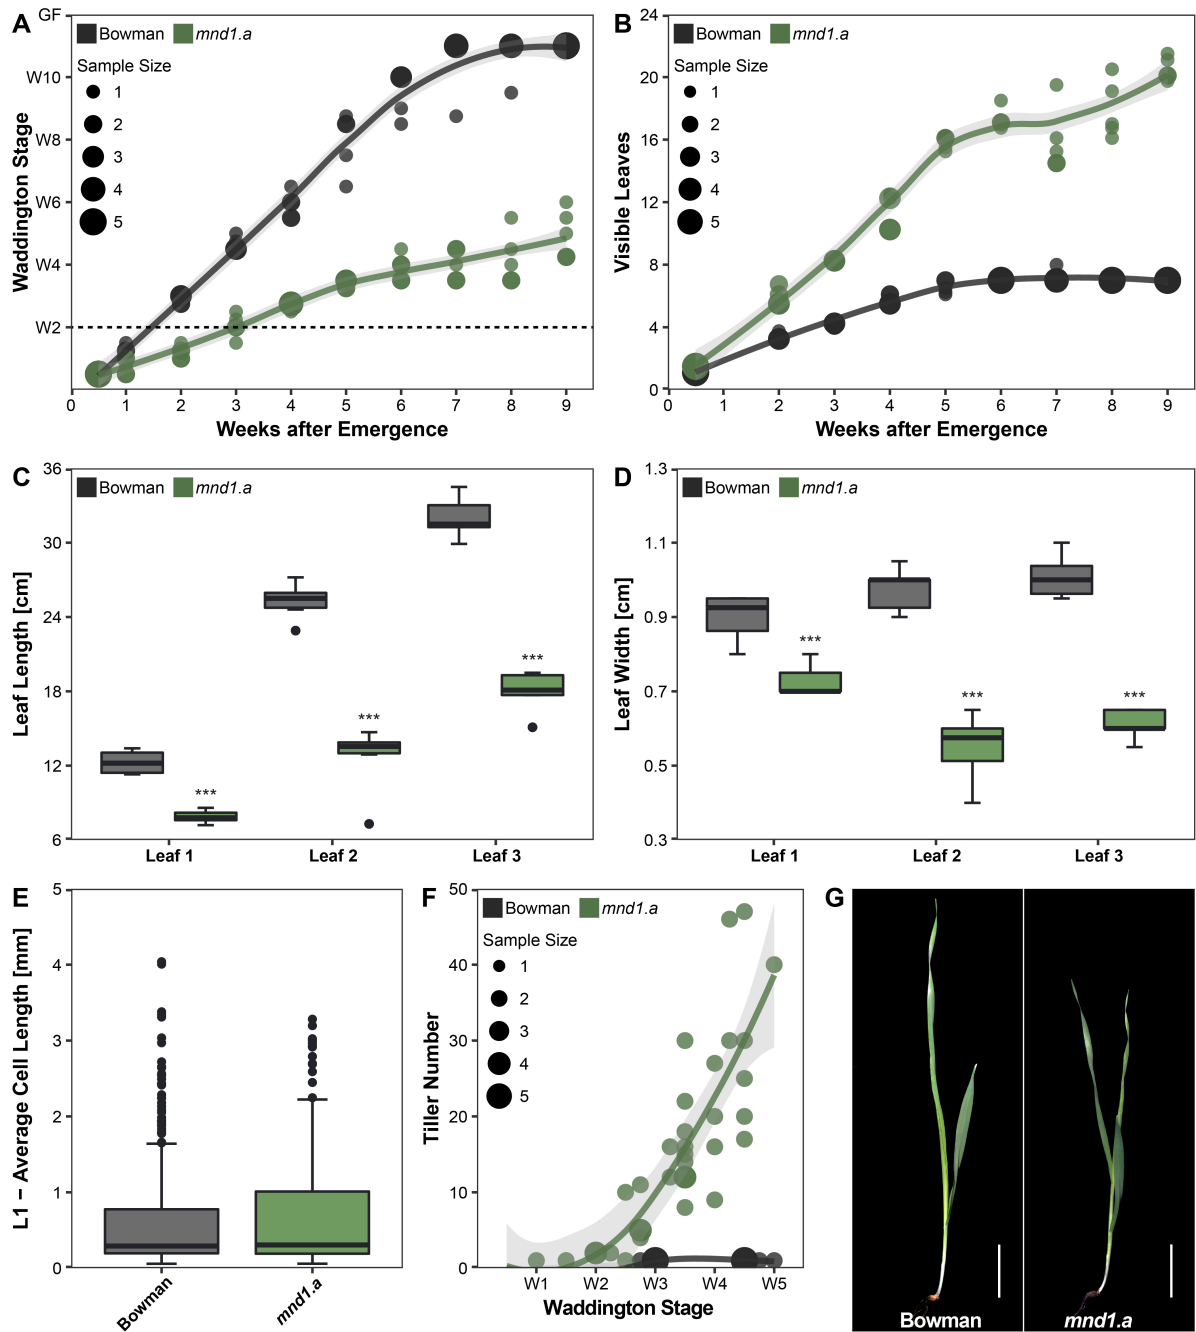 A
Bowman mnd1.a
Sample Size
1
2
3
4
5
GF
W10
W8
W6
W4
W2
Waddington Stage
0 1 2 3 4 5 6 7 8 9
Weeks after Emergence
B
Bowman mnd1.a
Sample Size
1
2
3
4
5
24
20
16
12
8
4
0
Visible Leaves
0 1 2 3 4 5 6 7 8 9
Weeks after Emergence
C
Bowman mnd1.a
36
30
24
18
12
6
Leaf Length [cm]
***
***
***
Leaf 1 Leaf 2 Leaf 3
D
Bowman mnd1.a
1.3
1.1
0.9
0.7
0.5
0.3
Leaf Width [cm]
***
***
***
Leaf 1 Leaf 2 Leaf 3
E
5
4
3
2
1
0
L1 – Average Cell Length [mm]
Bowman
mnd1.a
F
Bowman mnd1.a
Sample Size
1
2
3
4
5
50
40
30
20
10
0
Tiller Number
W1 W2 W3 W4 W5
Waddington Stage
G
Bowman
mnd1.a